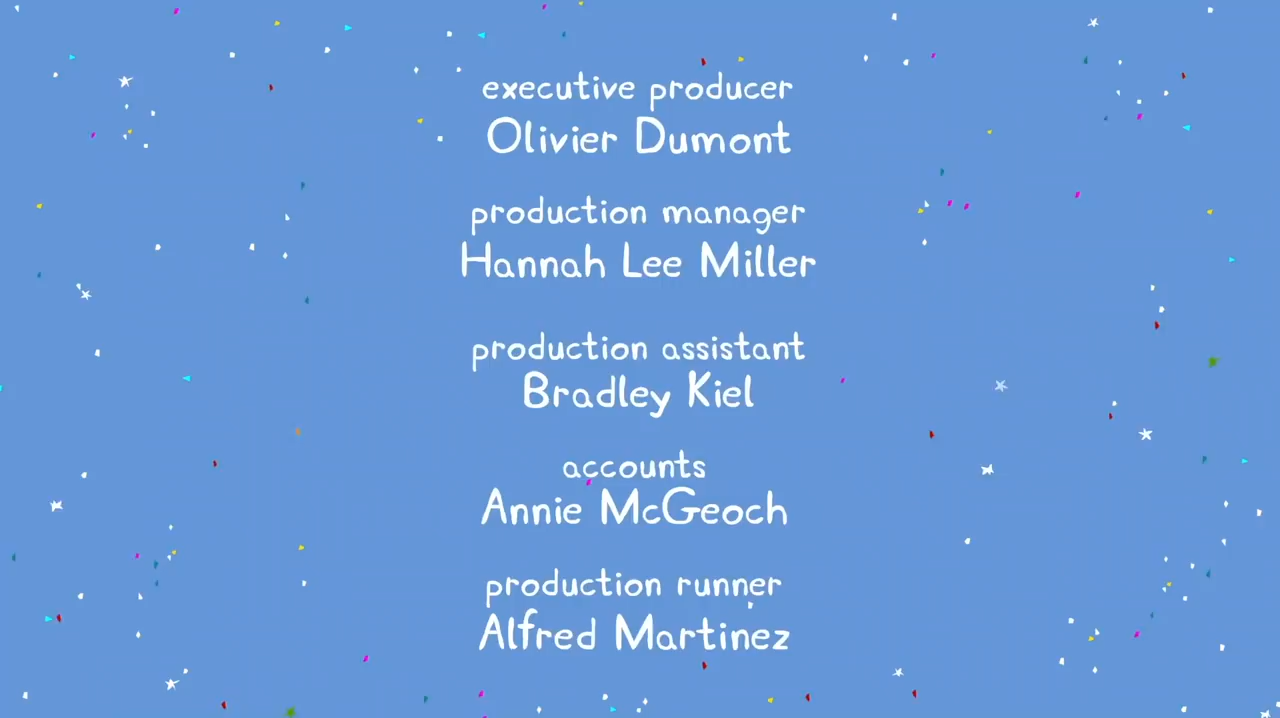 executive producer
Olivier Dumont
production manager
Hannah Lee Miller
production assistant
Bradley Kiel
accounts
Annie McGeoch
production runner
Alfred Martinez